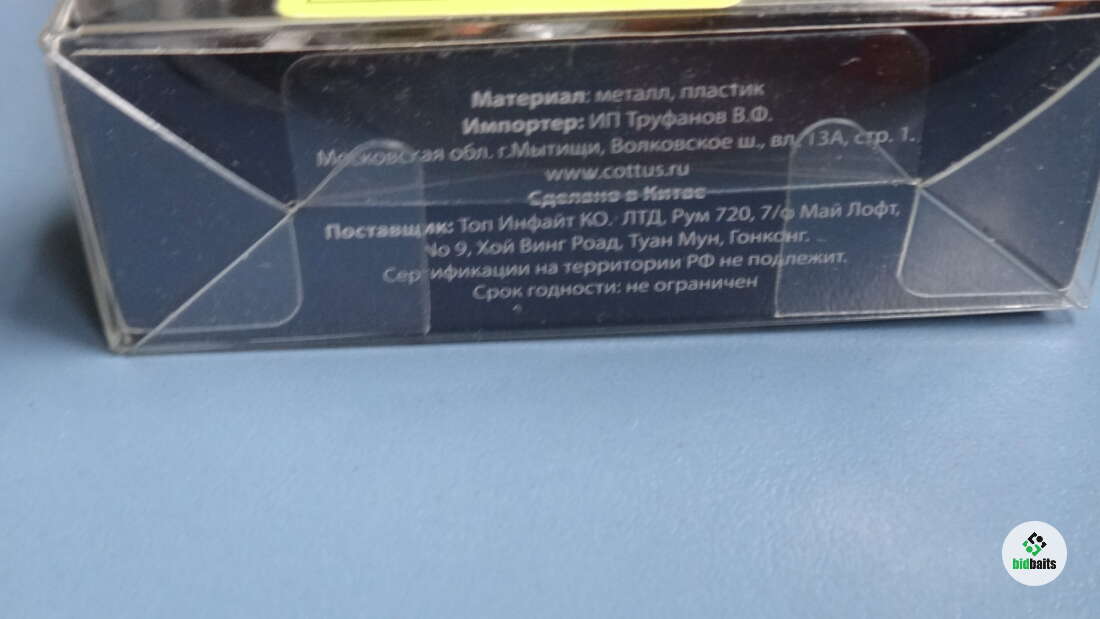 Материал: металл, пластик
Импортер: ИП Труфанов В.Ф.
Московская обл. г.Мытищи, Волковское ш., вл. 13А, стр. 1.
www.cottus.ru
Сделано в Китае
Поставщик: Топ Инфайт КО. ЛТД. Рум 720, 7/ф Май Лофт,
No 9, Хой Винг Роад, Туан Мун, Гонконг.
Сертификации на территории РФ не подлежит.
Срок годности: не ограничен
bidbaits